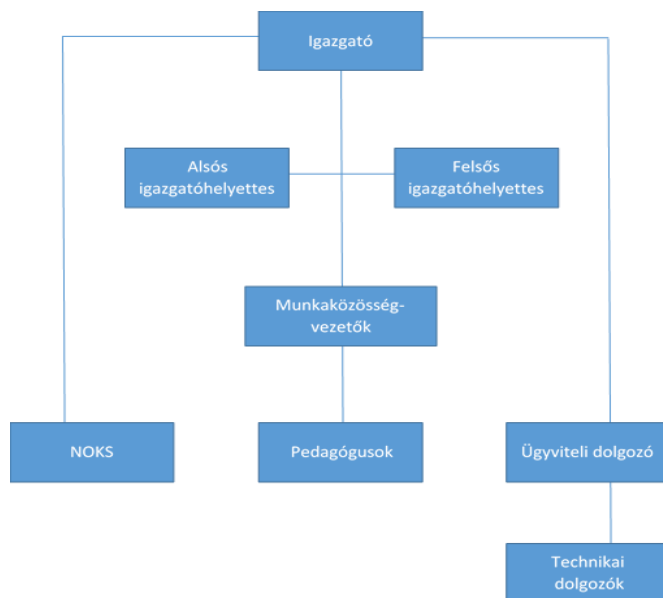 Igazgató
Alsós
igazgatóhelyettes
Felsős
igazgatóhelyettes
Munkaközösség-
vezetők
NOKS
Pedagógusok
Ügyviteli dolgozó
Technikai
dolgozók